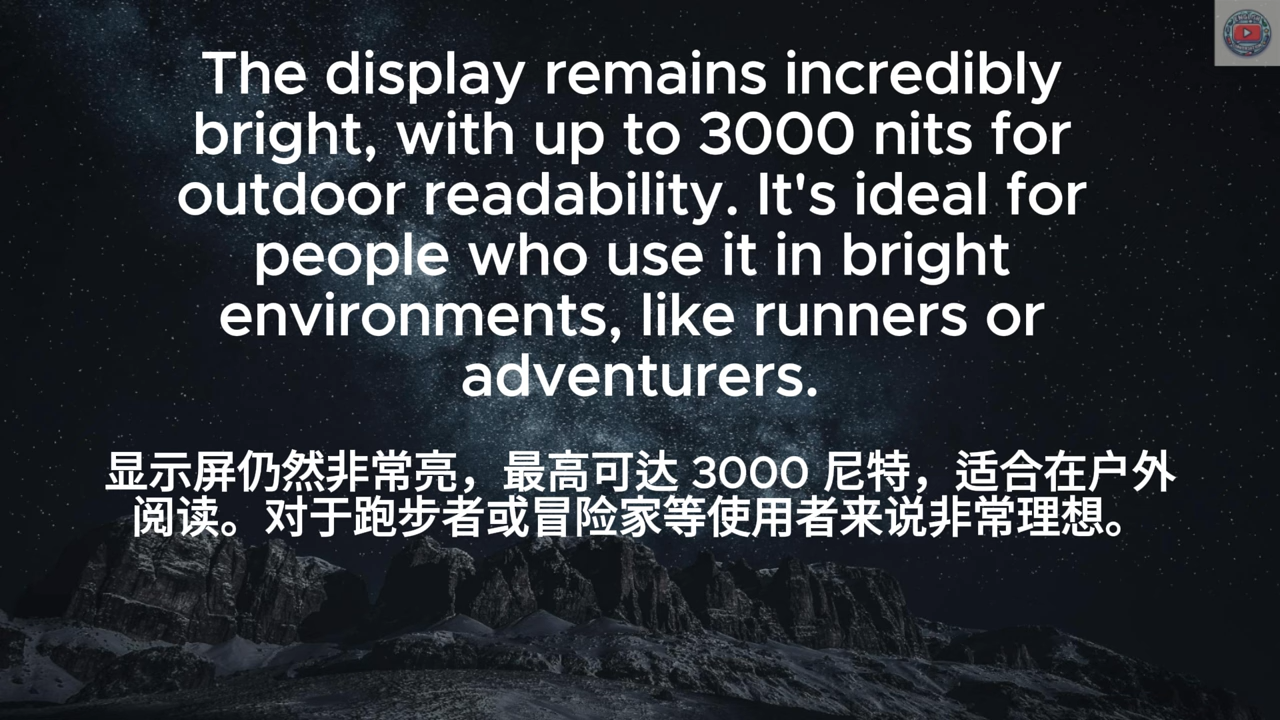 The display remains incredibly
bright, with up to 3000 nits for
outdoor readability. It's ideal for
people who use it in bright
environments, like runners or
adventurers.
显示屏仍然非常亮，最高可达 3000 尼特，适合在户外
阅读。对于跑步者或冒险家等使用者来说非常理想。